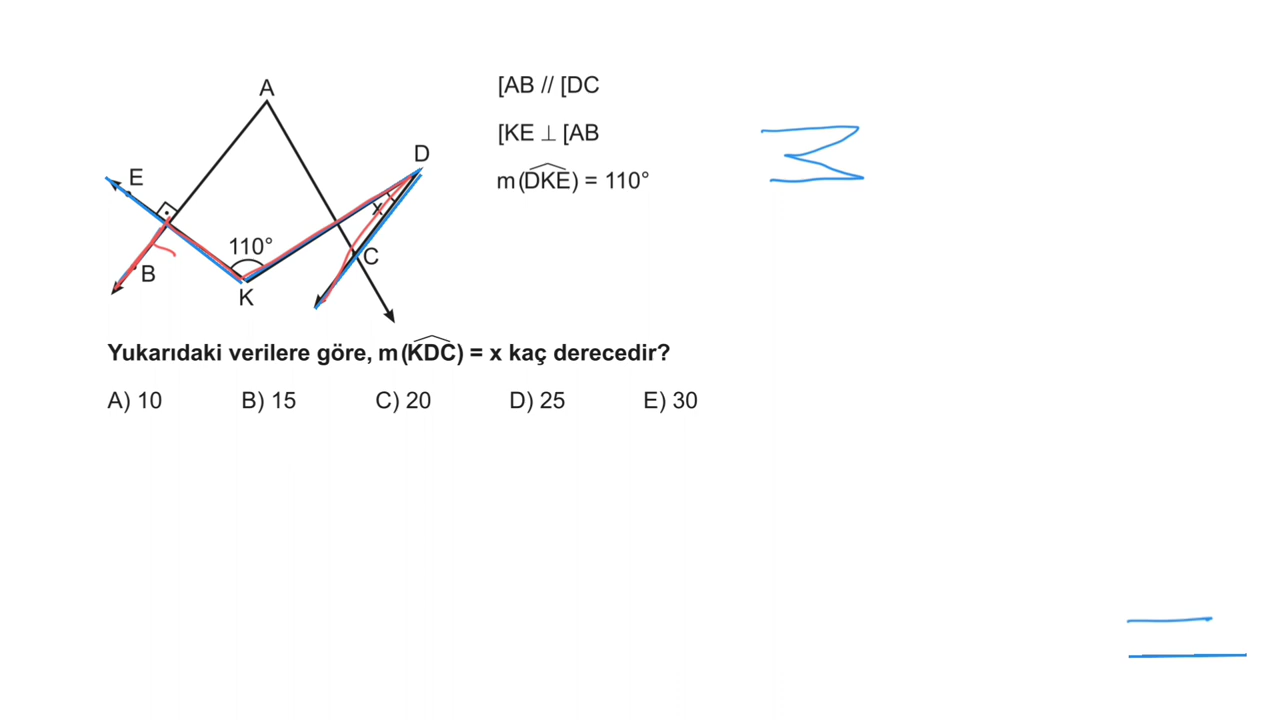 A
E
B
K
C
D
x
110°
[AB // [DC
[KE ⊥ [AB
m(DKE) = 110°
Yukarıdaki verilere göre, m(KDC) = x kaç derecedir?
A) 10 B) 15 C) 20 D) 25 E) 30